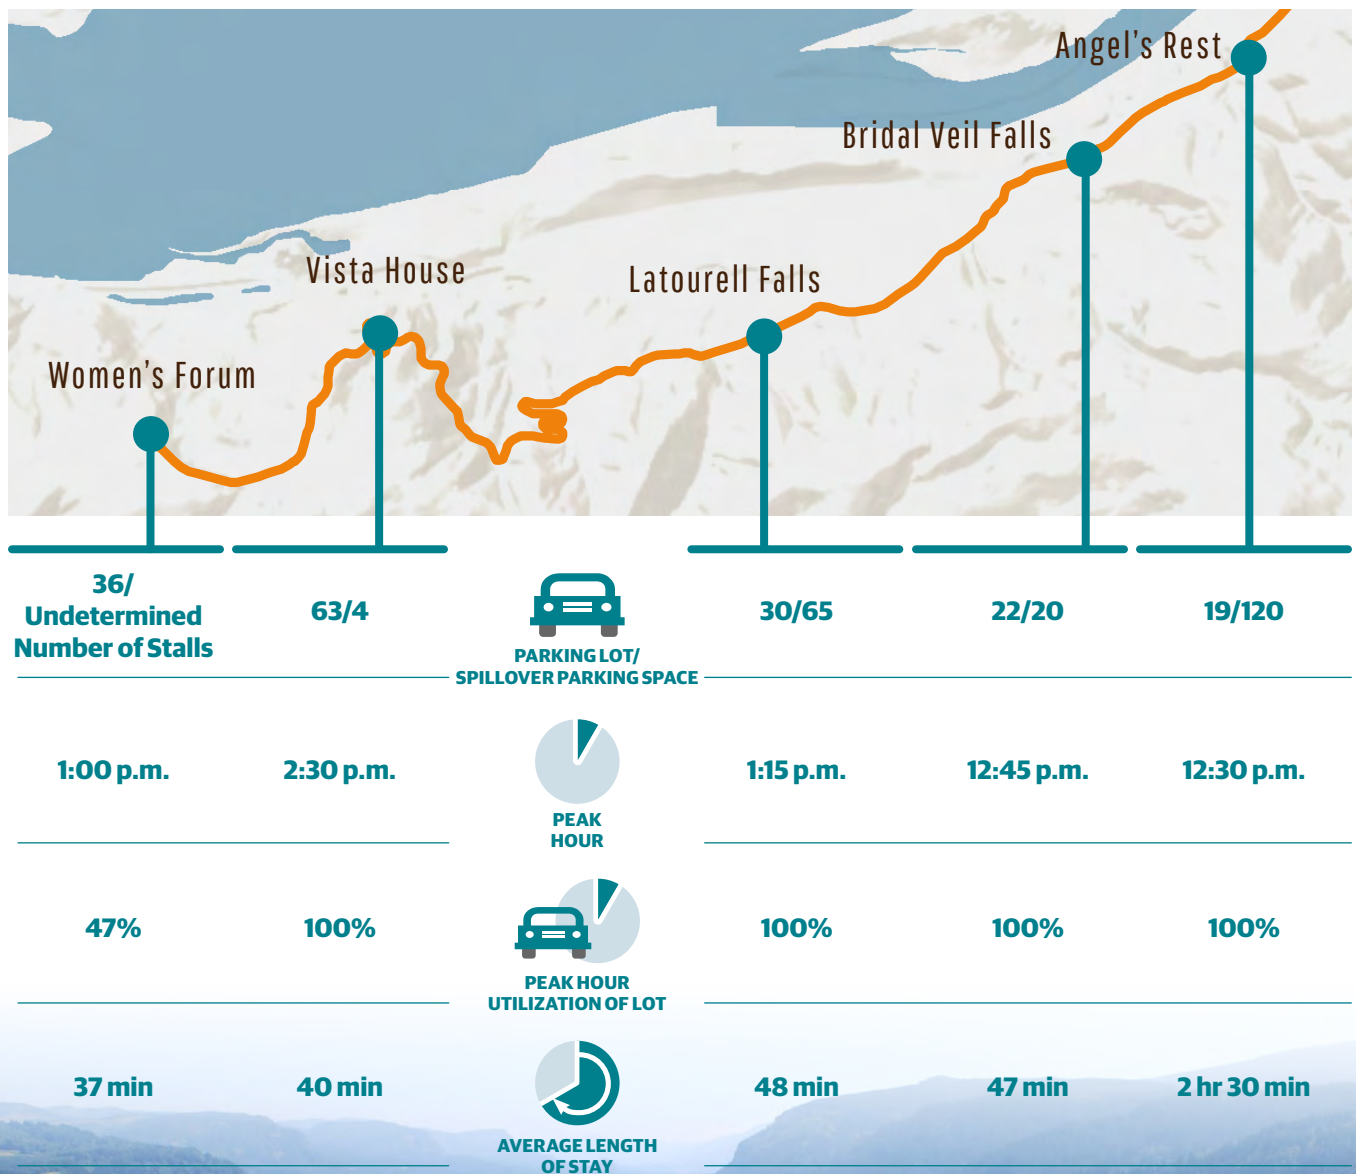 Angel's Rest
Bridal Veil Falls
Vista House
Latourell Falls
Women's Forum
36/
Undetermined
Number of Stalls
63/4
PARKING LOT/
SPILLOVER PARKING SPACE
30/65
22/20
19/120
1:00 p.m.
2:30 p.m.
PEAK
HOUR
1:15 p.m.
12:45 p.m.
12:30 p.m.
47%
100%
PEAK HOUR
UTILIZATION OF LOT
100%
100%
100%
37 min
40 min
AVERAGE LENGTH
OF STAY
48 min
47 min
2 hr 30 min